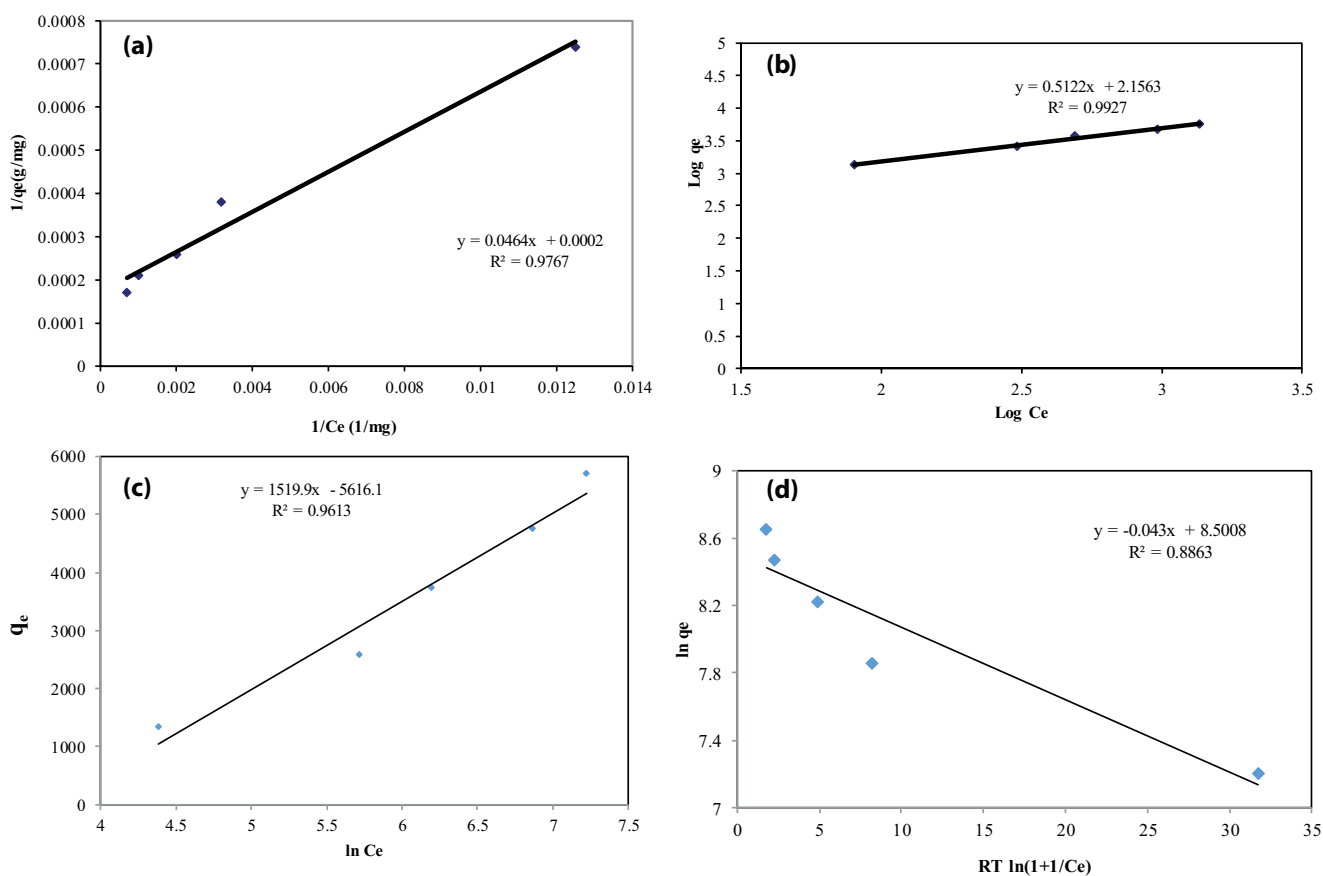 (a)
0.0008
0.0007
0.0006
0.0005
0.0004
0.0003
0.0002
0.0001
0
1/qe(g/mg)
y = 0.0464x + 0.0002
R² = 0.9767
0 0.002 0.004 0.006 0.008 0.01 0.012 0.014
1/Ce (1/mg)
(b)
5
4.5
4
3.5
3
2.5
2
1.5
1
0.5
0
Log qe
y = 0.5122x + 2.1563
R² = 0.9927
1.5 2 2.5 3 3.5
Log Ce
(c)
6000
5000
4000
3000
2000
1000
0
qₑ
y = 1519.9x - 5616.1
R² = 0.9613
4 4.5 5 5.5 6 6.5 7 7.5
ln Ce
(d)
9
8.6
8.2
7.8
7.4
7
ln qe
y = -0.043x + 8.5008
R² = 0.8863
0 5 10 15 20 25 30 35
RT ln(1+1/Ce)